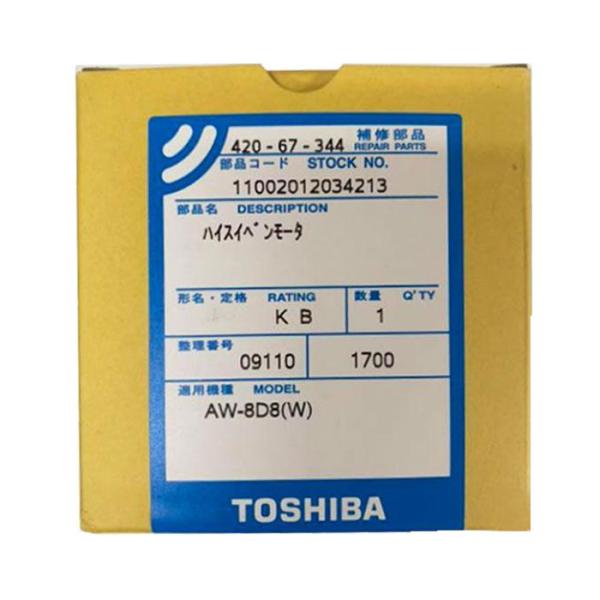 420-67-344 補修部品 REPAIR PARTS
部品コード STOCK NO.
11002012034213
部品名 DESCRIPTION
ﾊｲｽｲﾍﾞﾝﾓｰﾀ
形名・定格 RATING 数量 Q'TY
K B 1
整理番号
09110 1700
適用機種 MODEL
AW-8D8(W)
TOSHIBA